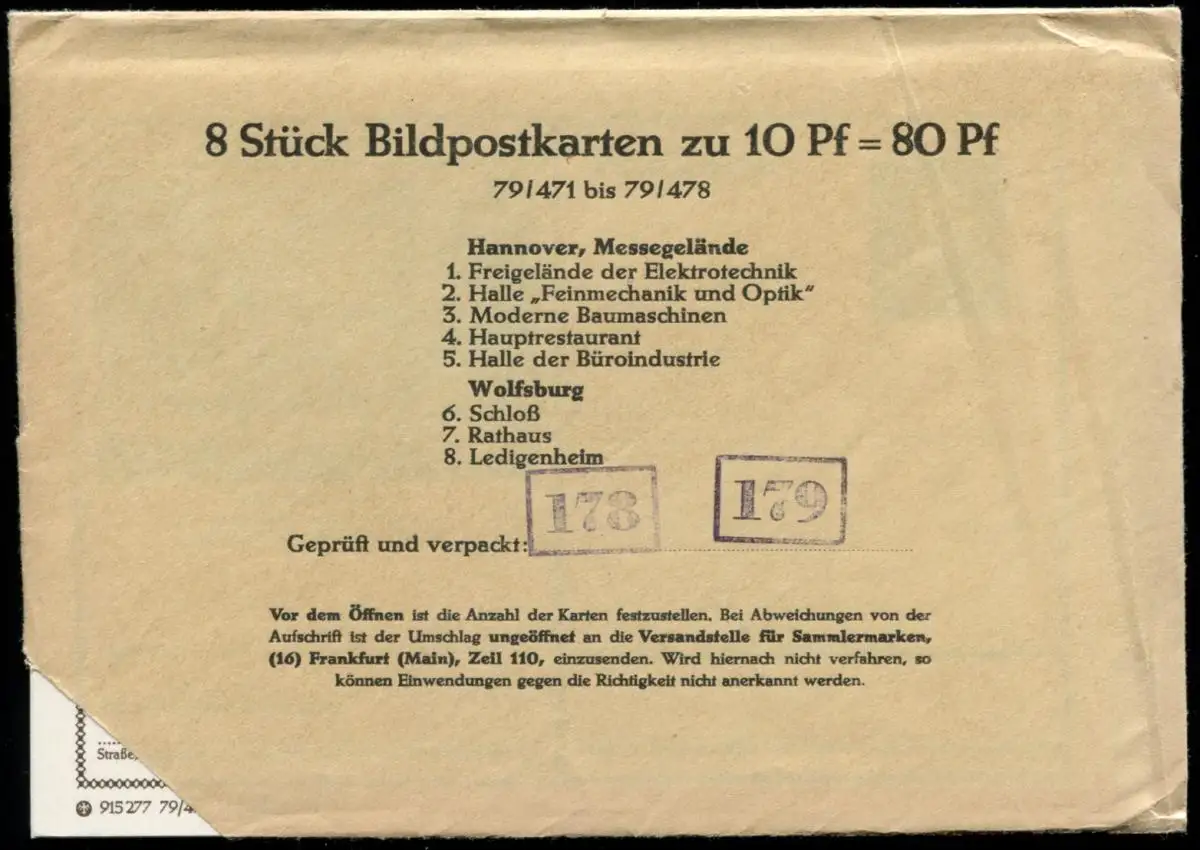 8 Stück Bildpostkarten zu 10 Pf = 80 Pf
79/471 bis 79/478
Hannover, Messegelände
1. Freigelände der Elektrotechnik
2. Halle „Feinmechanik und Optik"
3. Moderne Baumaschinen
4. Hauptrestaurant
5. Halle der Büroindustrie
Wolfsburg
6. Schloß
7. Rathaus
8. Ledigenheim
178
179
Geprüft und verpackt:
Vor dem Öffnen ist die Anzahl der Karten festzustellen. Bei Abweichungen von der
Aufschrift ist der Umschlag ungeöffnet an die Versandstelle für Sammlermarken,
(16) Frankfurt (Main), Zeil 110, einzusenden. Wird hiernach nicht verfahren, so
können Einwendungen gegen die Richtigkeit nicht anerkannt werden.
Straße,
915277 79/4